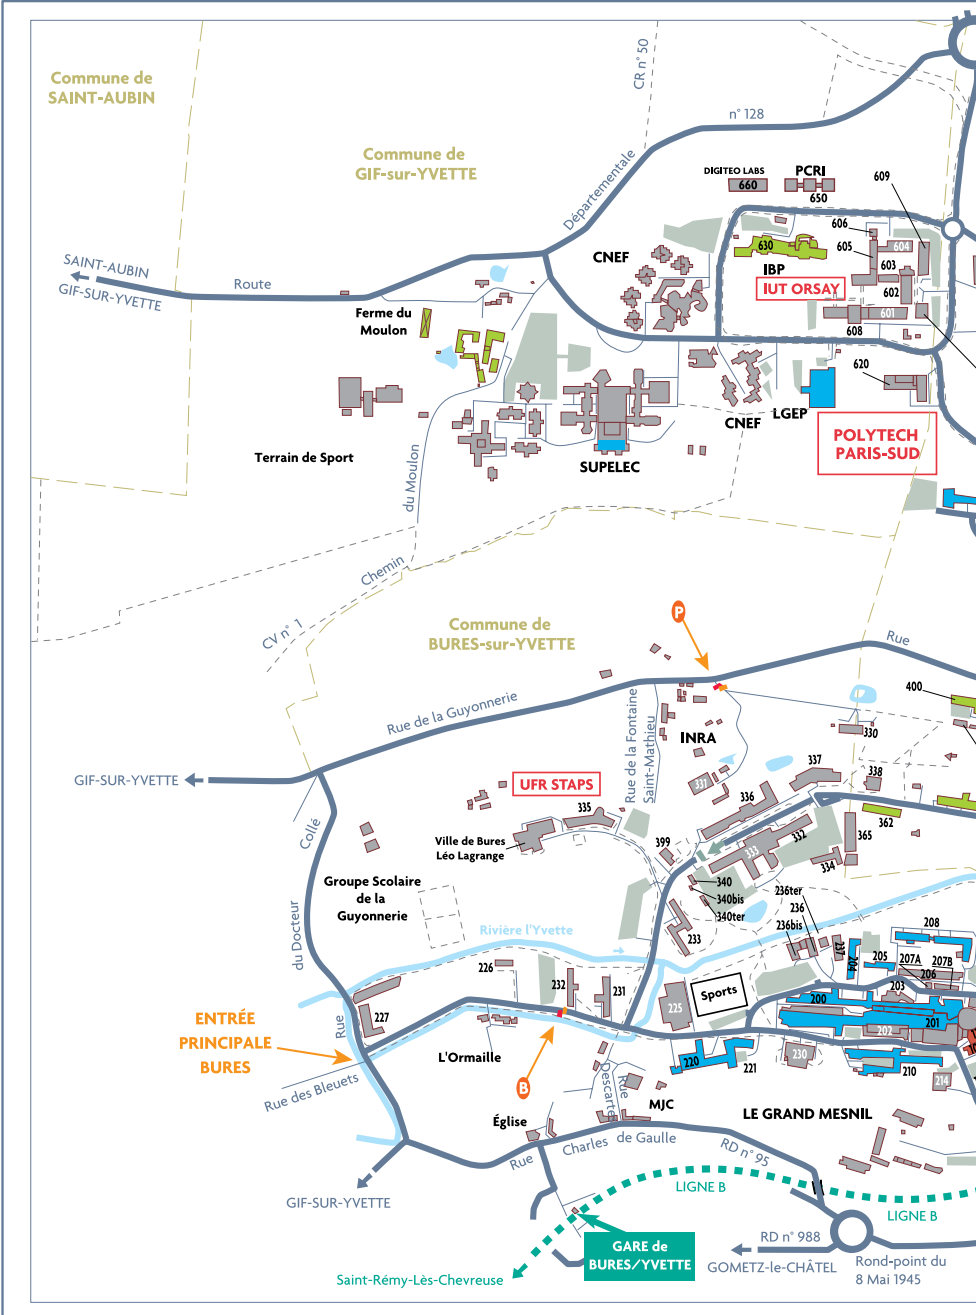 CR n° 50
Commune de
SAINT-AUBIN
n° 128
Commune de
GIF-sur-YVETTE
Départementale
DIGITEO LABS
660
PCRI
650
609
606
605
604
603
602
601
608
630
IBP
IUT ORSAY
CNEF
SAINT-AUBIN
GIF-SUR-YVETTE
Route
Ferme du
Moulon
620
CNEF
LGEP
POLYTECH
PARIS-SUD
Terrain de Sport
SUPELEC
du Moulon
Chemin
CV n° 1
Commune de
BURES-sur-YVETTE
P
Rue
Rue de la Guyonnerie
Rue de la Fontaine
Saint-Mathieu
INRA
400
330
GIF-SUR-YVETTE
UFR STAPS
331
336
337
338
335
362
Collé
Ville de Bures
Léo Lagrange
399
333
332
365
334
Groupe Scolaire
de la
Guyonnerie
340
340bis
340ter
236ter
236
236bis
237
204
208
233
Rivière l'Yvette
du Docteur
205
207A
207B
206
226
232
231
225
Sports
203
200
201
202
227
ENTRÉE
PRINCIPALE
BURES
Rue
L'Ormaille
220
221
230
210
214
Rue des Bleuets
B
Rue
Descartes
MJC
LE GRAND MESNIL
Église
Rue
Charles
de Gaulle
RD n° 95
GIF-SUR-YVETTE
LIGNE B
LIGNE B
GARE de
BURES/YVETTE
RD n° 988
GOMETZ-le-CHÂTEL
Rond-point du
8 Mai 1945
Saint-Rémy-Lès-Chevreuse